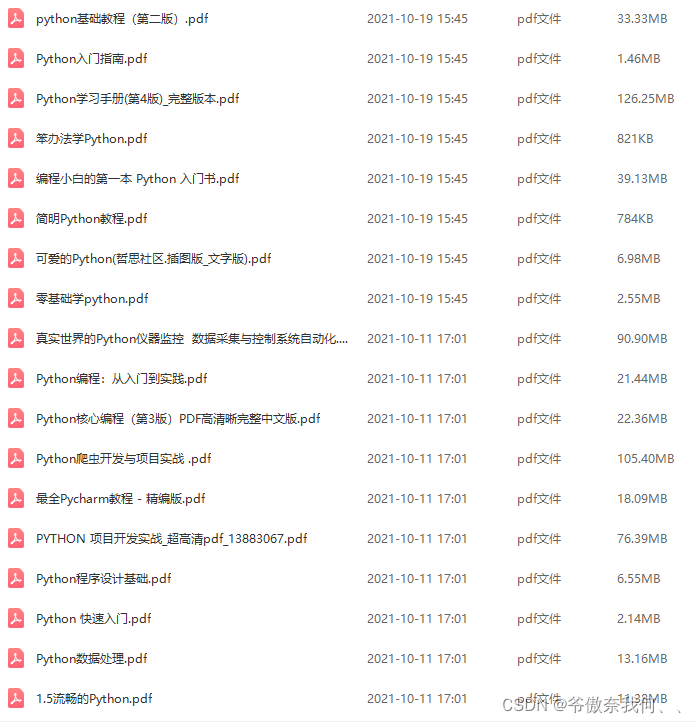 python基础教程（第二版）.pdf 2021-10-19 15:45 pdf文件 33.33MB
Python入门指南.pdf 2021-10-19 15:45 pdf文件 1.46MB
Python学习手册(第4版)_完整版本.pdf 2021-10-19 15:45 pdf文件 126.25MB
笨办法学Python.pdf 2021-10-19 15:45 pdf文件 821KB
编程小白的第一本 Python 入门书.pdf 2021-10-19 15:45 pdf文件 39.13MB
简明Python教程.pdf 2021-10-19 15:45 pdf文件 784KB
可爱的Python(哲思社区.插图版_文字版).pdf 2021-10-19 15:45 pdf文件 6.98MB
零基础学python.pdf 2021-10-19 15:45 pdf文件 2.55MB
真实世界的Python仪器监控 数据采集与控制系统自动化.... 2021-10-11 17:01 pdf文件 90.90MB
Python编程：从入门到实践.pdf 2021-10-11 17:01 pdf文件 21.44MB
Python核心编程（第3版）PDF高清晰完整中文版.pdf 2021-10-11 17:01 pdf文件 22.36MB
Python爬虫开发与项目实战 .pdf 2021-10-11 17:01 pdf文件 105.40MB
最全Pycharm教程 - 精编版.pdf 2021-10-11 17:01 pdf文件 18.09MB
PYTHON 项目开发实战_超高清pdf_13883067.pdf 2021-10-11 17:01 pdf文件 76.39MB
Python程序设计基础.pdf 2021-10-11 17:01 pdf文件 6.55MB
Python 快速入门.pdf 2021-10-11 17:01 pdf文件 2.14MB
Python数据处理.pdf 2021-10-11 17:01 pdf文件 13.16MB
1.5流畅的Python.pdf 2021-10-11 17:01 pdf文件 11.38MB
CSDN @爷傲奈我何、、